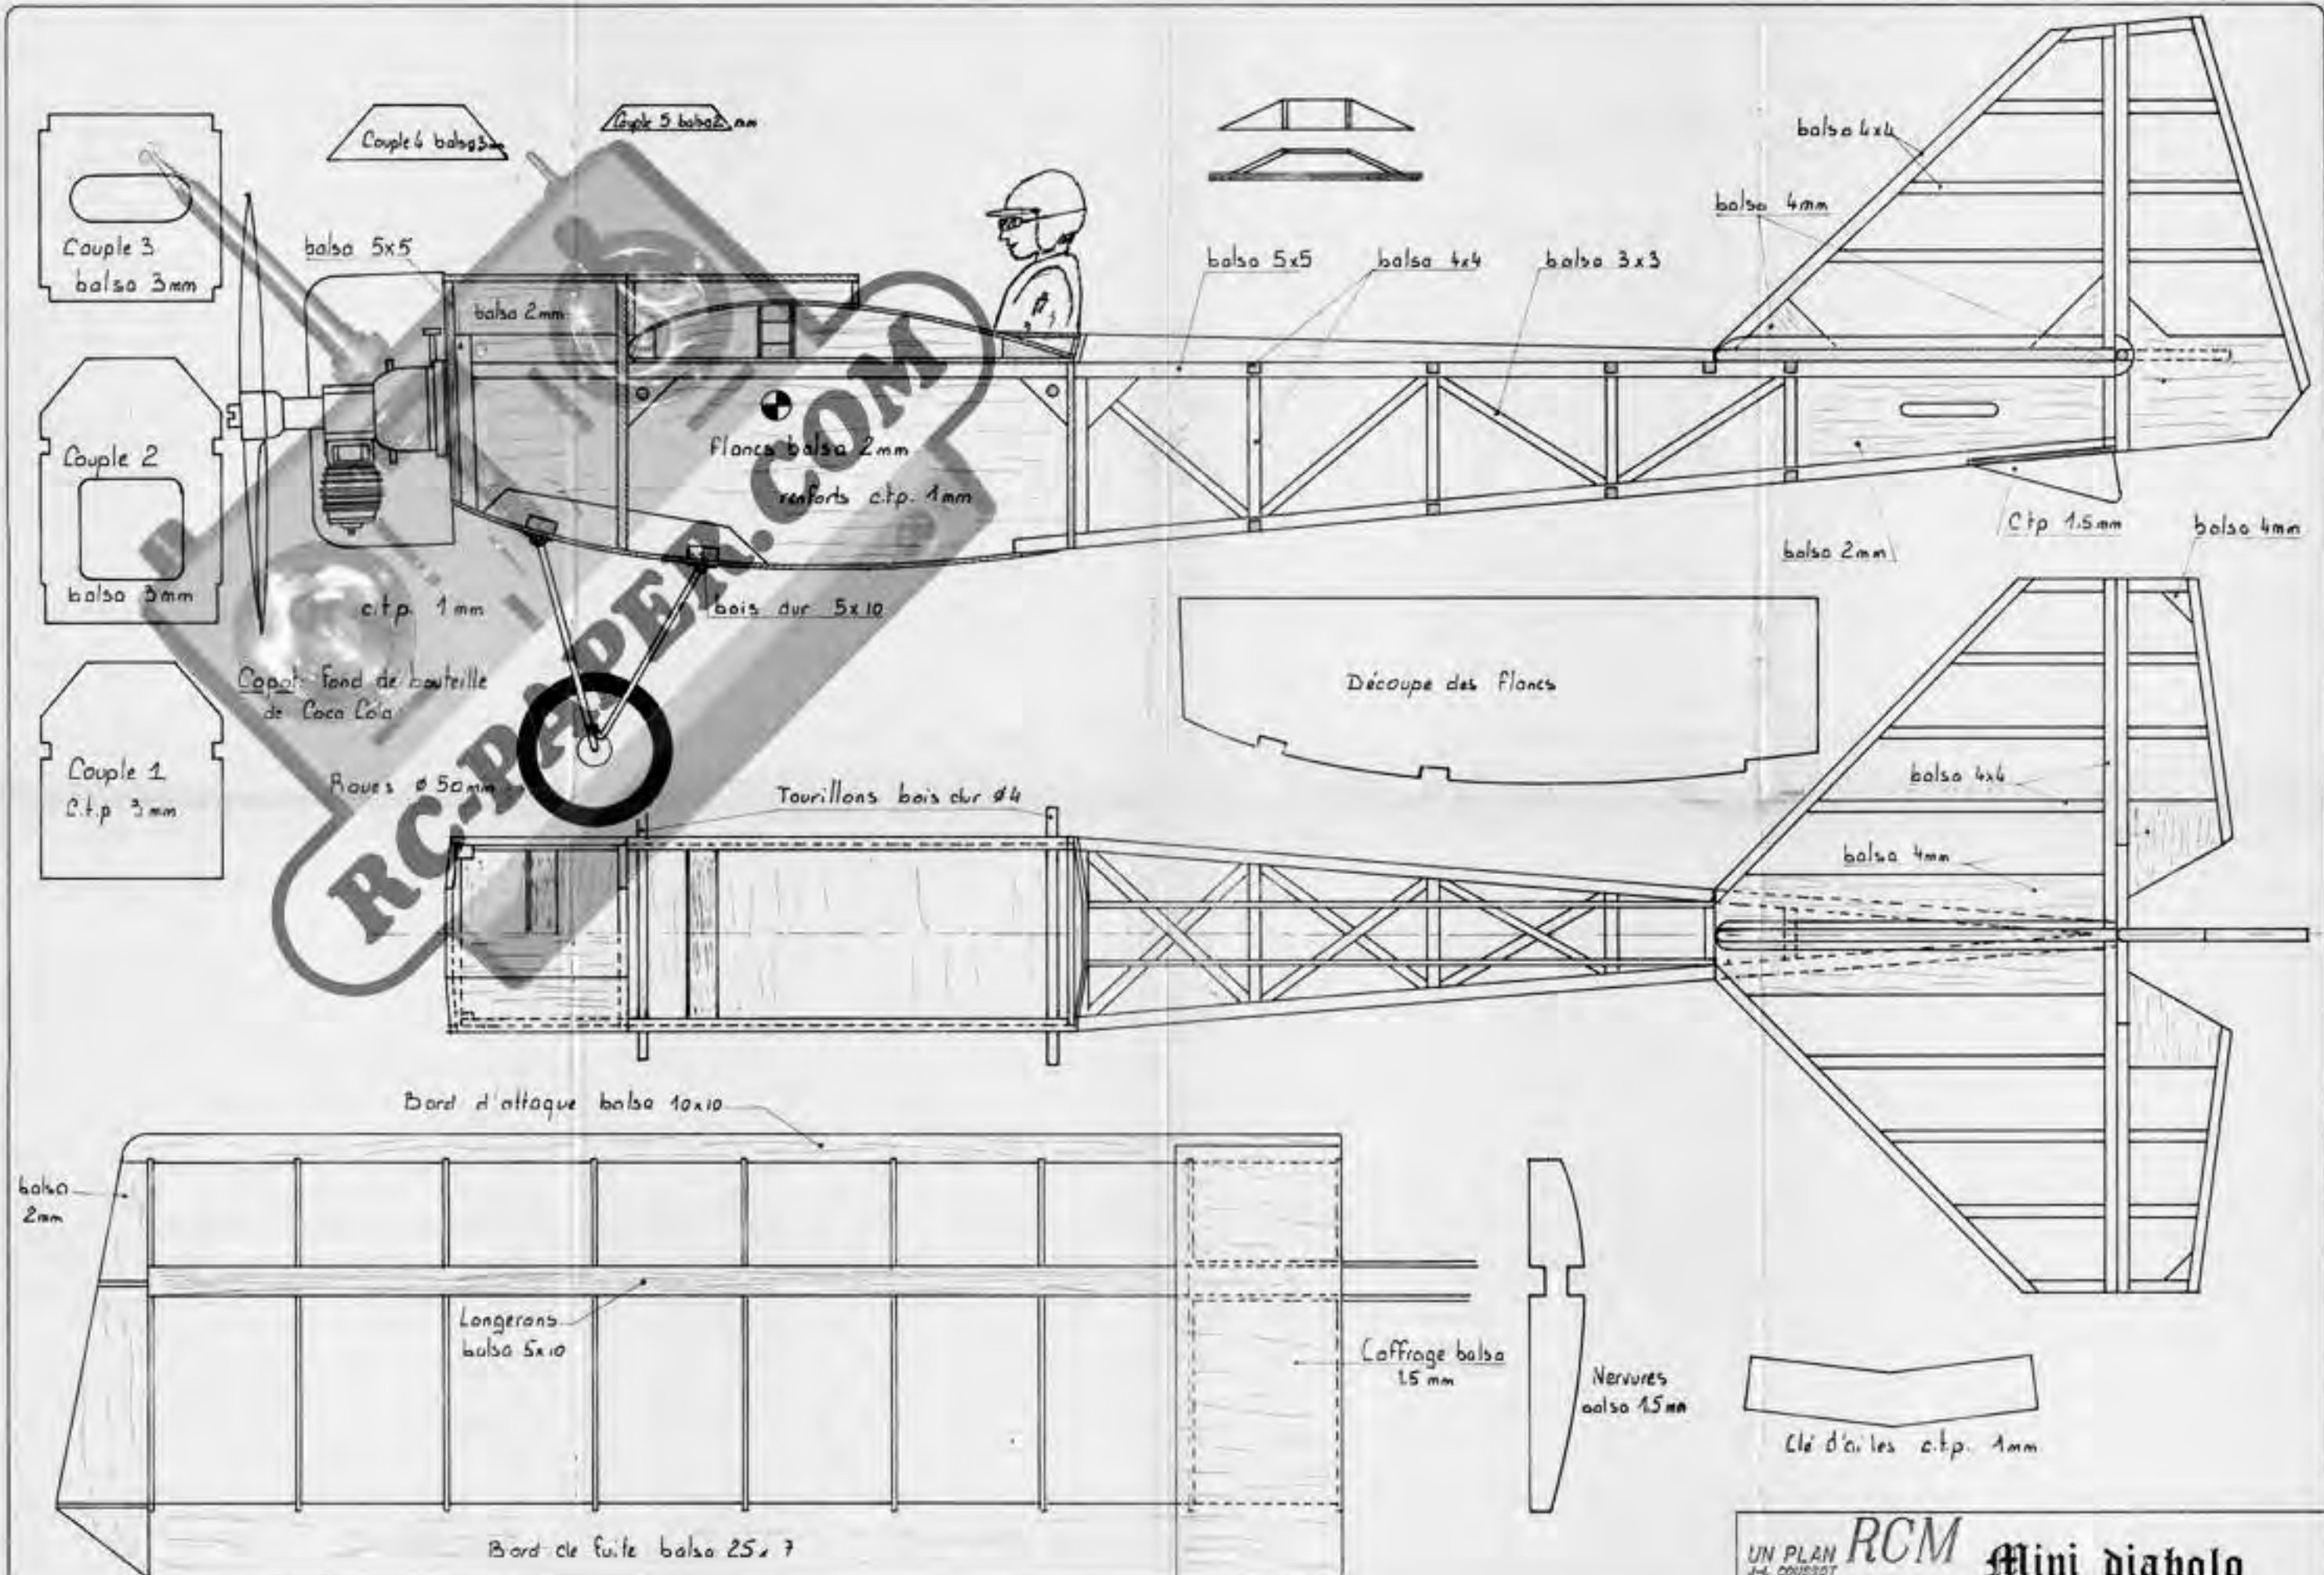 Couple 4 balsa 3mm
Couple 5 balsa 2 mm
Couple 3
balsa 3mm
balsa 5x5
balsa 2mm
balsa 4x4
balsa 4mm
balsa 5x5
balsa 4x4
balsa 3x3
Couple 2
balsa 3mm
flancs balsa 2mm
renforts c.t.p. 1mm
C.t.p 1.5mm
balsa 4mm
balsa 2mm
c.t.p. 1mm
bois dur 5x10
Capot: Fond de bouteille
de Coca Cola
Découpe des flancs
Couple 1
C.t.p 3mm
Roues ø 50mm
Tourillons bois dur ø4
balsa 4x4
balsa 4mm
RC-PAPER.COM
Bord d'attaque balsa 10x10
balsa
2mm
Longerons
balsa 5x10
Coffrage balsa
1.5 mm
Nervures
balsa 1.5mm
Clé d'ailes c.t.p. 1mm
Bord de fuite balsa 25x7
UN PLAN RCM Mini diabolo
J-L COUSSOT